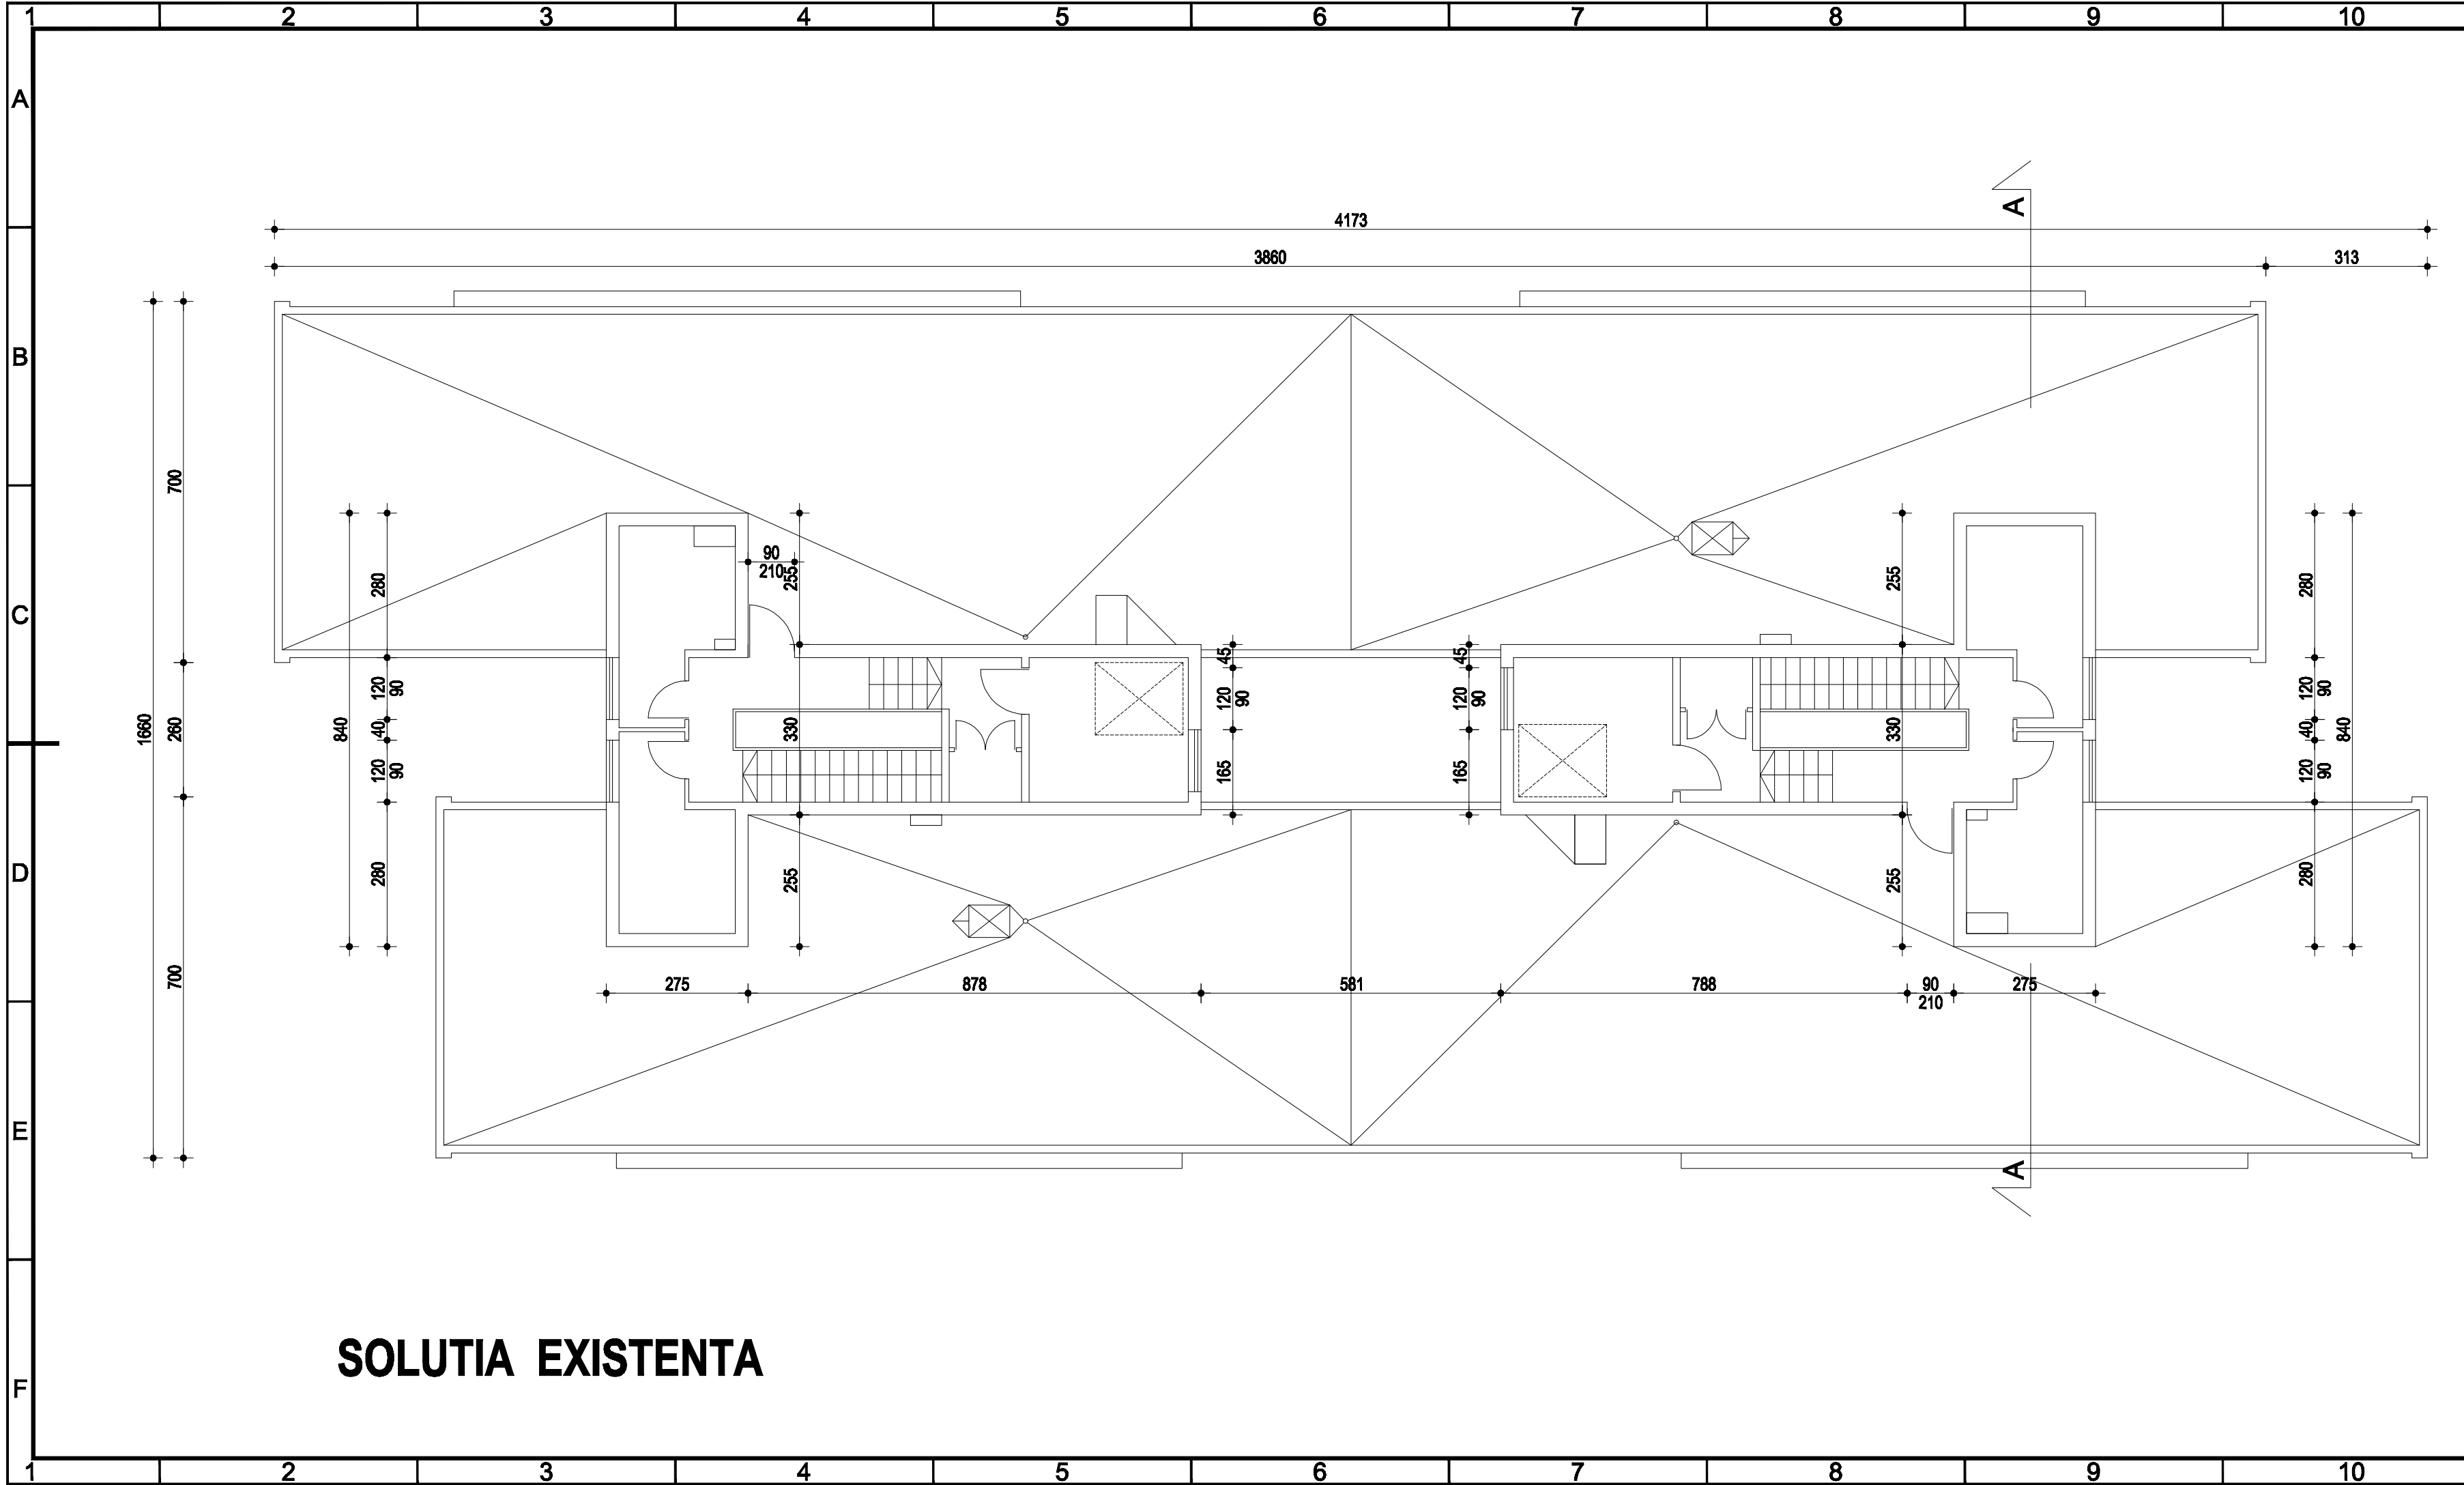 1 2 3 4 5 6 7 8 9 10
A
A
4173
B
3860 313
B
700 700
C
280 90 210 255 255 280
1660 840 260 120 90 40 120 90 330 45 120 90 165 45 120 90 165 330 120 90 40 120 90 840
D
280 255 255 280
700
275 878 581 788 90 210 275
E
A
SOLUTIA EXISTENTA
F
1 2 3 4 5 6 7 8 9 10